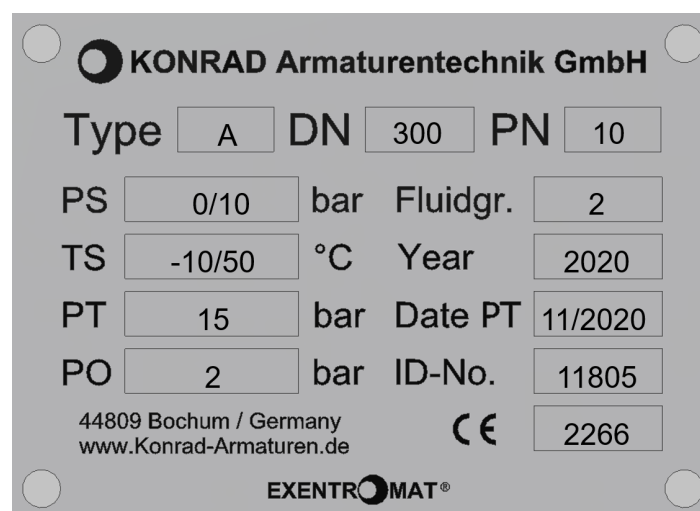 KONRAD Armaturentechnik GmbH
Type A DN 300 PN 10
PS 0/10 bar Fluidgr. 2
TS -10/50 °C Year 2020
PT 15 bar Date PT 11/2020
PO 2 bar ID-No. 11805
44809 Bochum / Germany
www.Konrad-Armaturen.de
CE 2266
EXENTROMAT®